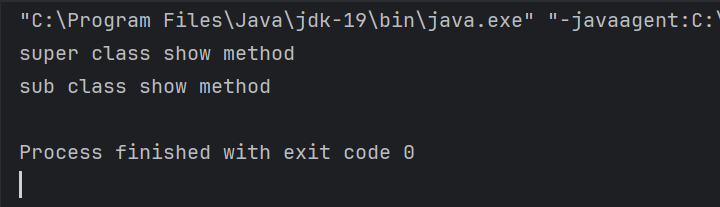 "C:\Program Files\Java\jdk-19\bin\java.exe" "-javaagent:C:\
super class show method
sub class show method
Process finished with exit code 0